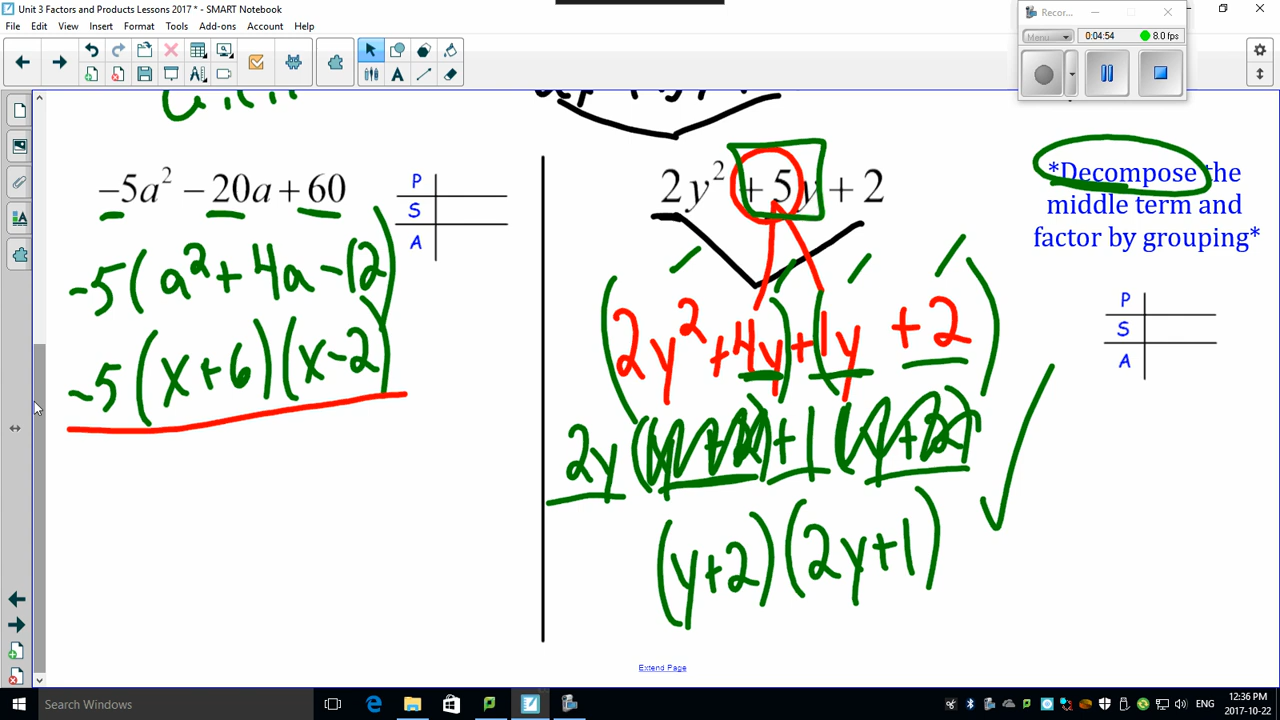 Unit 3 Factors and Products Lessons 2017 * - SMART Notebook
File Edit View Insert Format Tools Add-ons Account Help
Recor...
Menu
0:04:54
8.0 fps
-5a² - 20a + 60
P
S
A
-5(a² + 4a - 12)
-5(x+6)(x-2)
2y² + 5y + 2
(2y² + 4y) + (1y + 2)
2y(y+2) + 1(y+2)
(y+2)(2y+1)
*Decompose the
middle term and
factor by grouping*
P
S
A
Extend Page
Search Windows
ENG
12:36 PM
2017-10-22